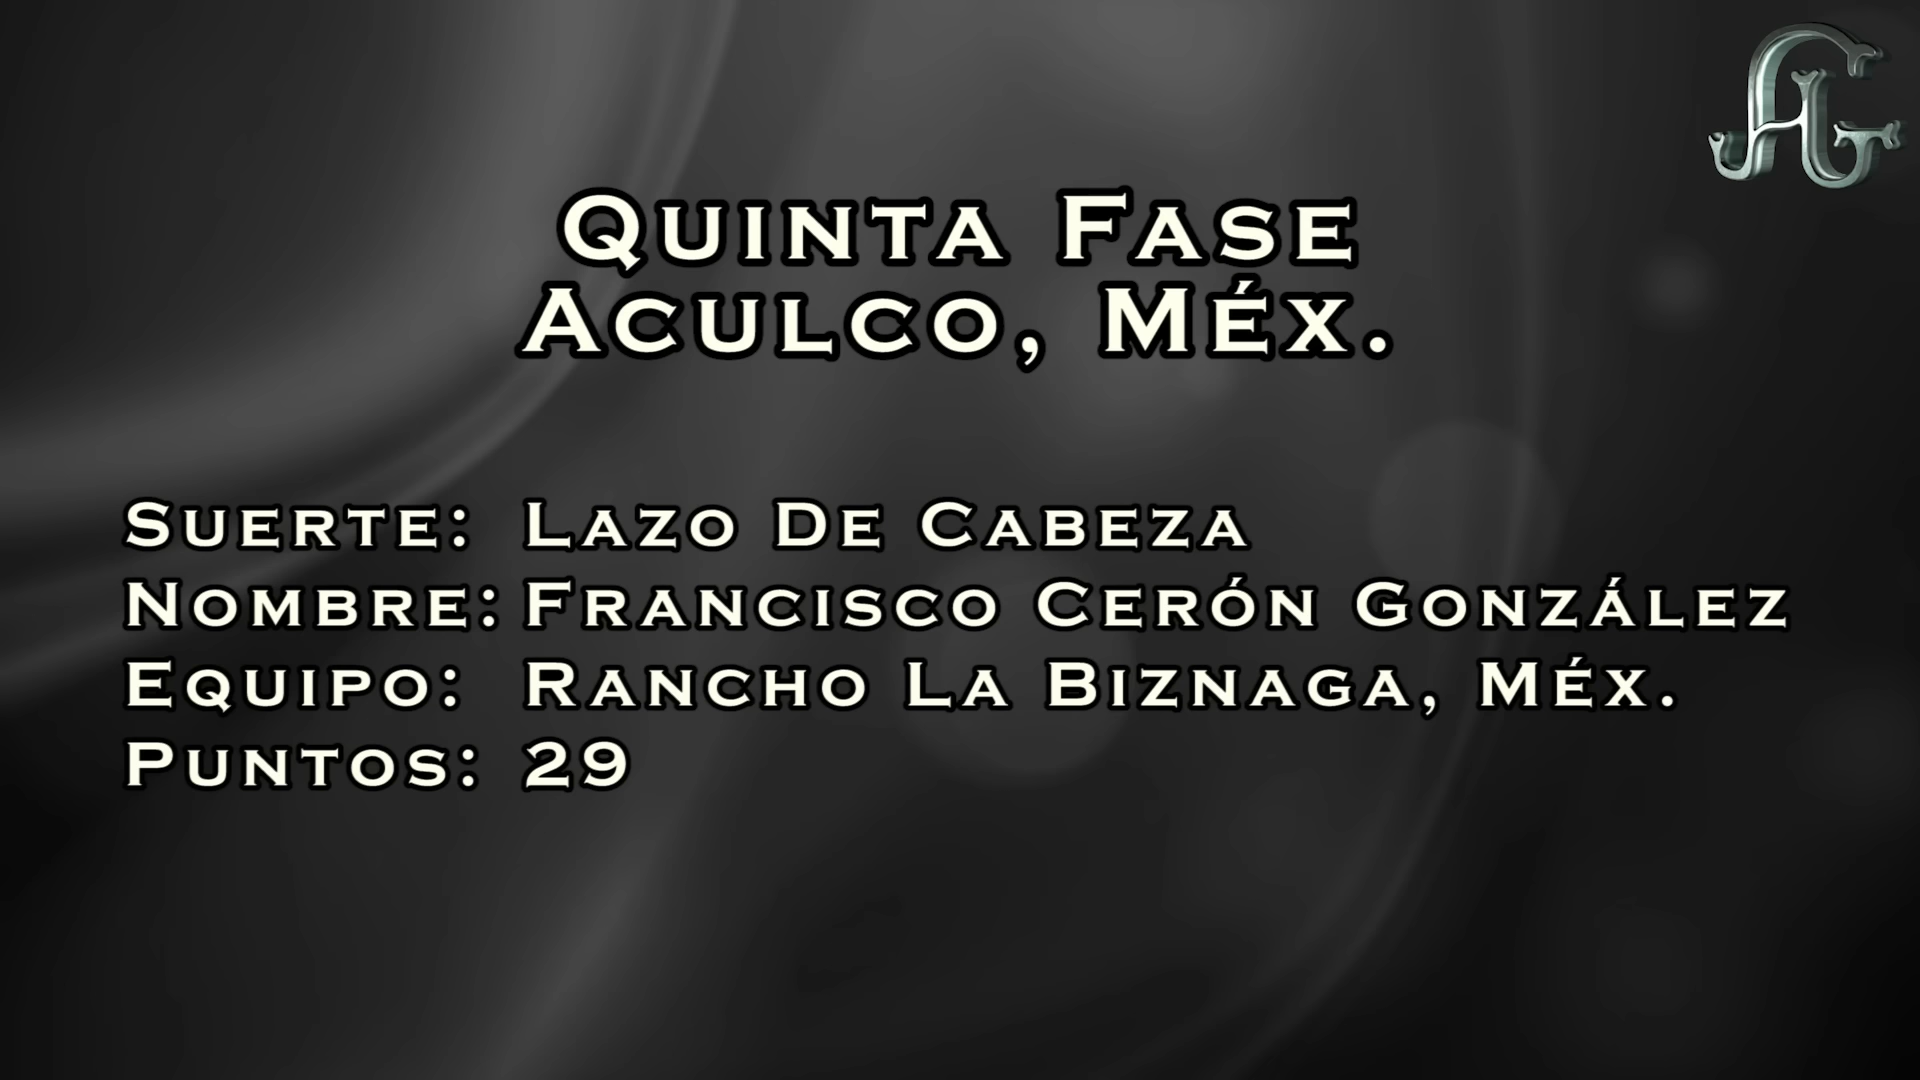 Quinta Fase
Aculco, Méx.
Suerte: Lazo De Cabeza
Nombre: Francisco Cerón González
Equipo: Rancho La Biznaga, Méx.
Puntos: 29